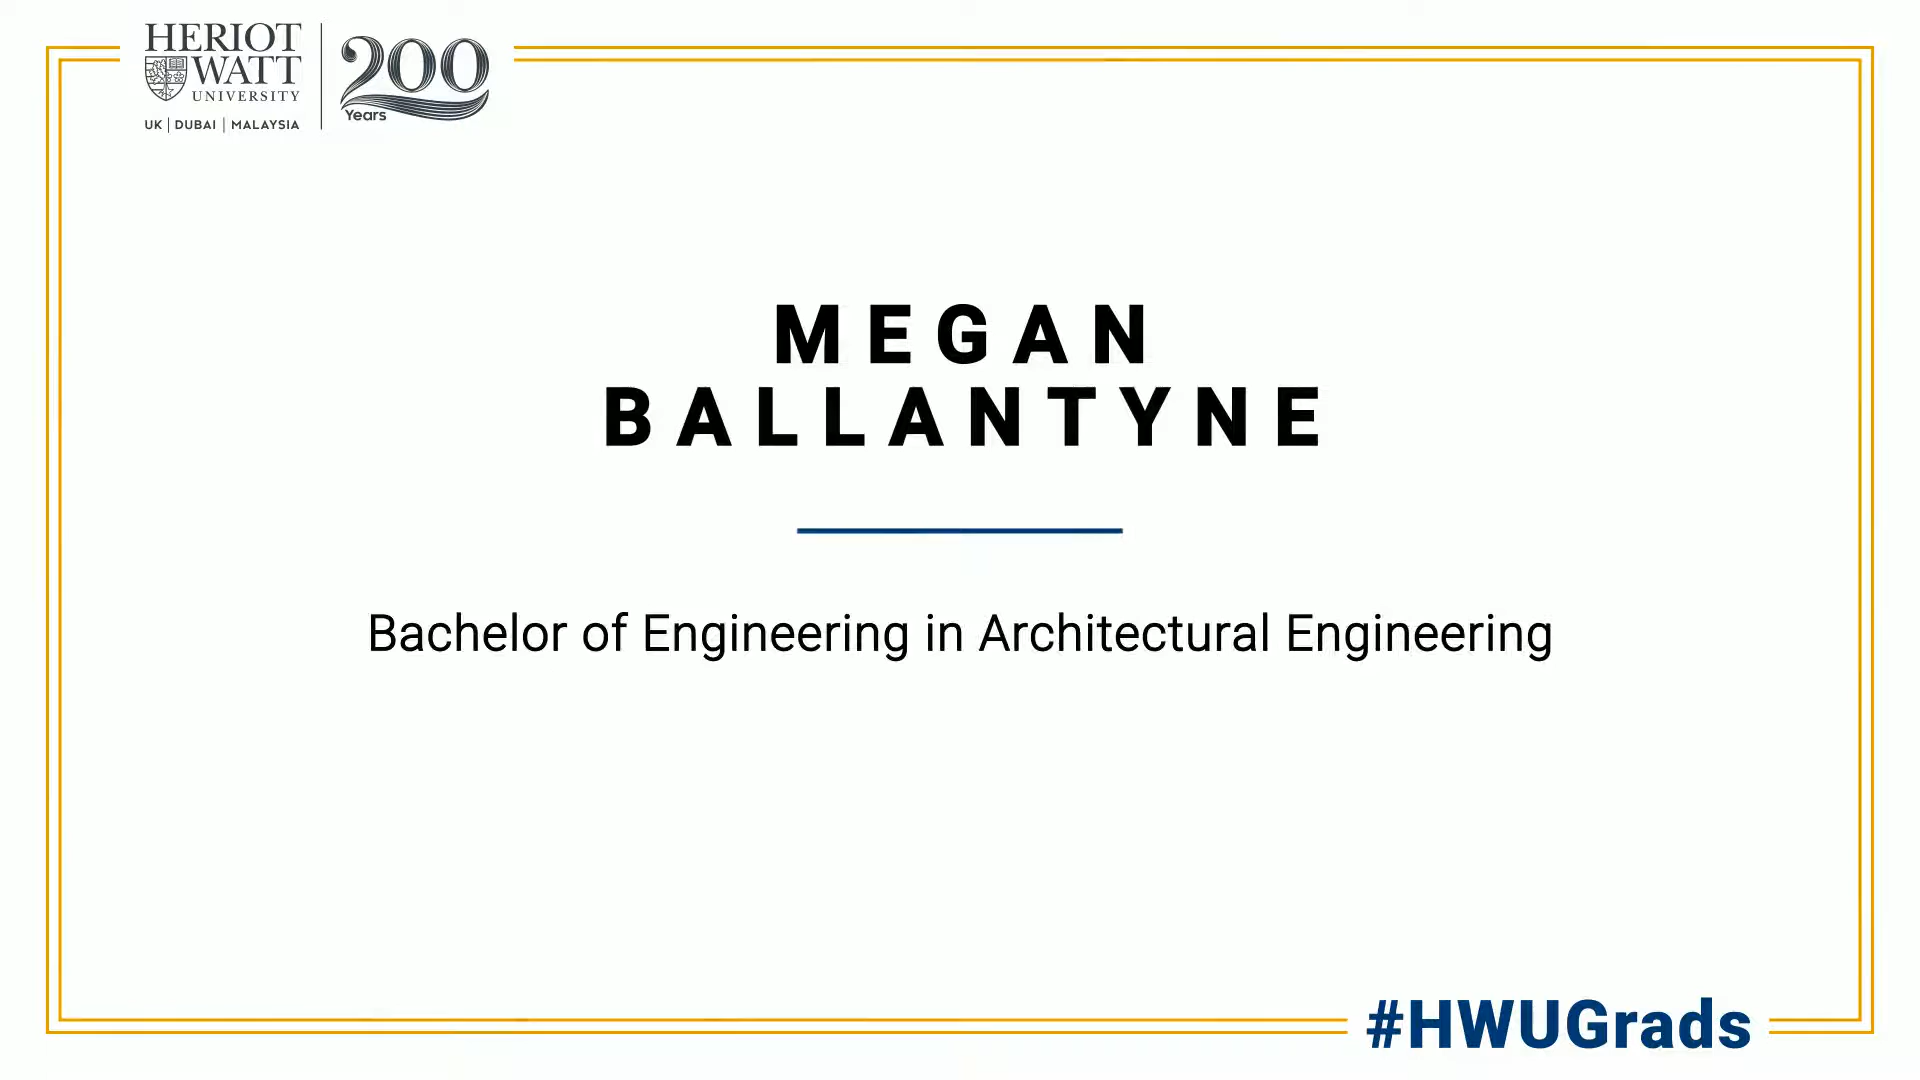 HERIOT
WATT
UNIVERSITY
UK | DUBAI | MALAYSIA
200
Years
MEGAN
BALLANTYNE
Bachelor of Engineering in Architectural Engineering
#HWUGrads